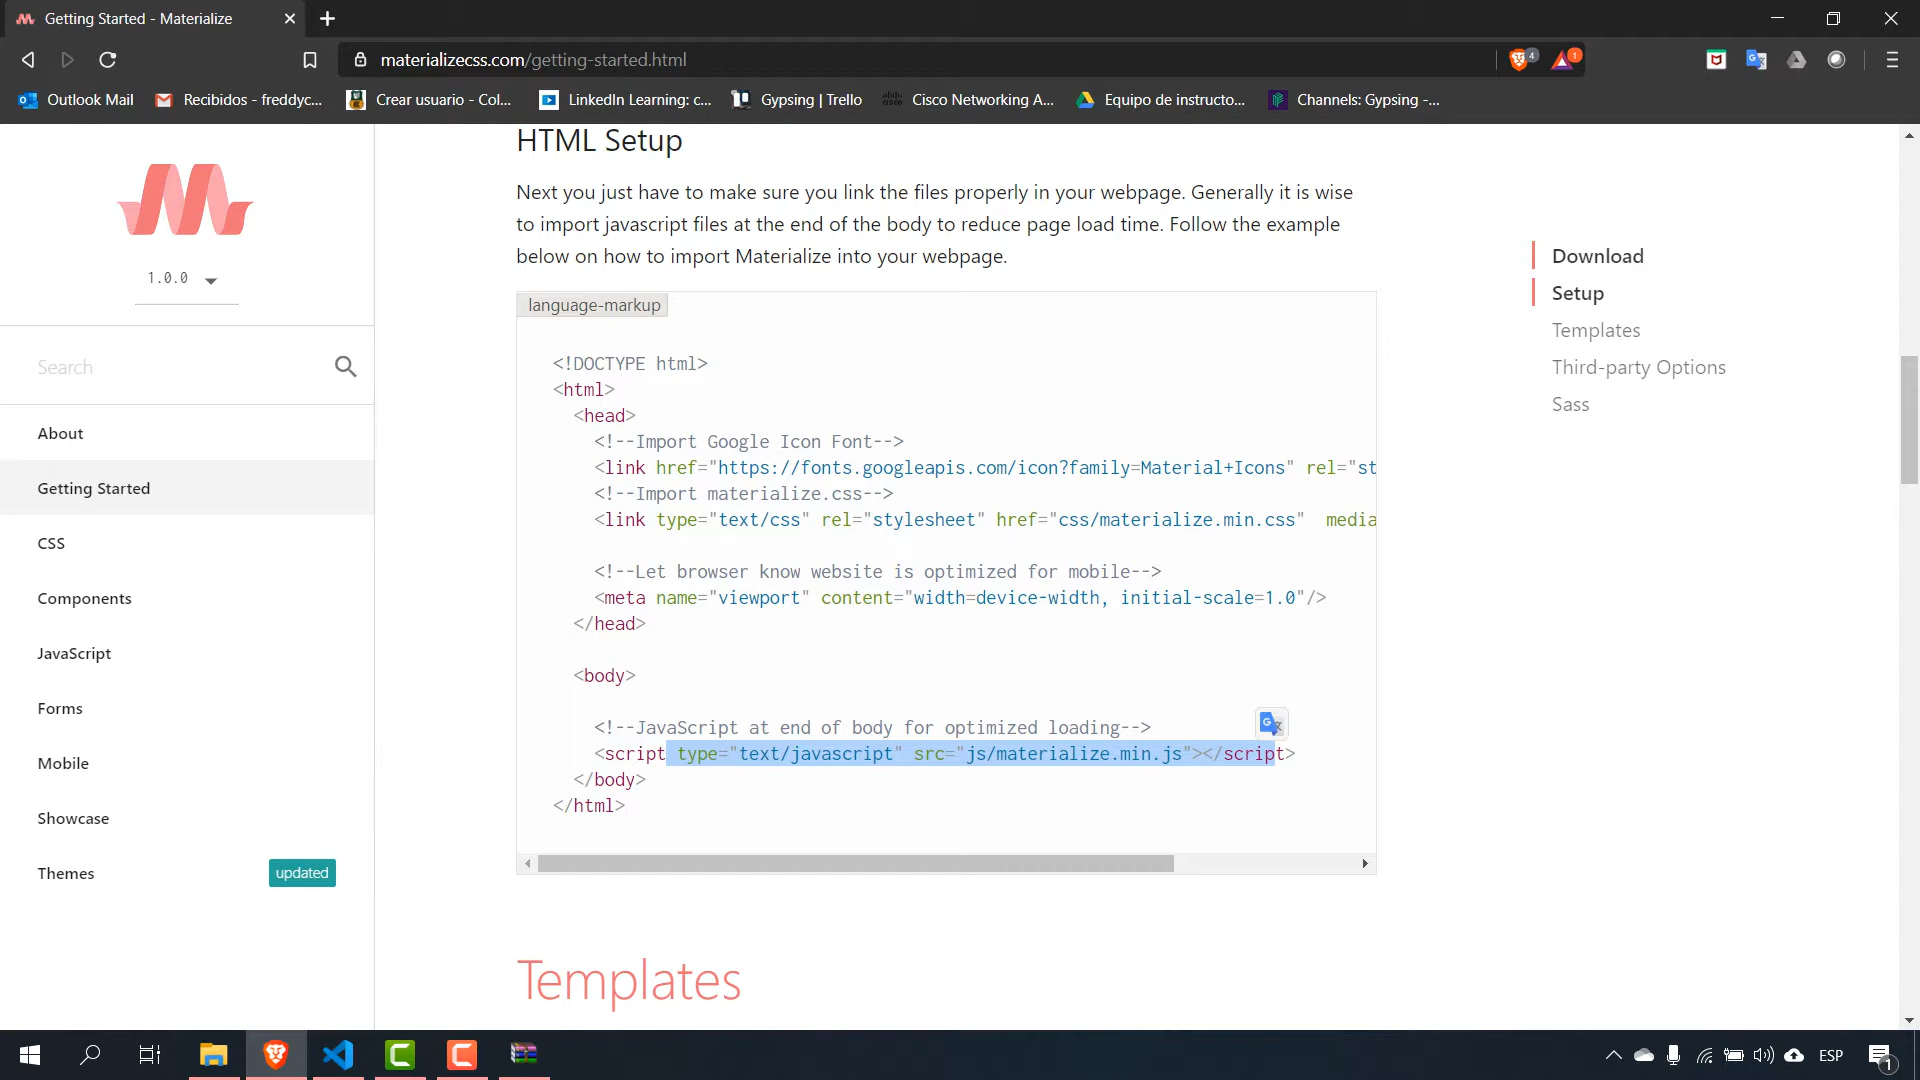 Getting Started - Materialize
materializecss.com/getting-started.html
4
1
Outlook Mail
Recibidos - freddyc...
Crear usuario - Col...
LinkedIn Learning: c...
Gypsing | Trello
Cisco Networking A...
Equipo de instructo...
Channels: Gypsing -...
1.0.0
Search
About
Getting Started
CSS
Components
JavaScript
Forms
Mobile
Showcase
Themes
updated
HTML Setup
Next you just have to make sure you link the files properly in your webpage. Generally it is wise
to import javascript files at the end of the body to reduce page load time. Follow the example
below on how to import Materialize into your webpage.
language-markup
<!DOCTYPE html>
<html>
<head>
<!--Import Google Icon Font-->
<link href="https://fonts.googleapis.com/icon?family=Material+Icons" rel="st
<!--Import materialize.css-->
<link type="text/css" rel="stylesheet" href="css/materialize.min.css"  media
<!--Let browser know website is optimized for mobile-->
<meta name="viewport" content="width=device-width, initial-scale=1.0"/>
</head>
<body>
<!--JavaScript at end of body for optimized loading-->
<script type="text/javascript" src="js/materialize.min.js"></script>
</body>
</html>
Templates
Download
Setup
Templates
Third-party Options
Sass
ESP
1